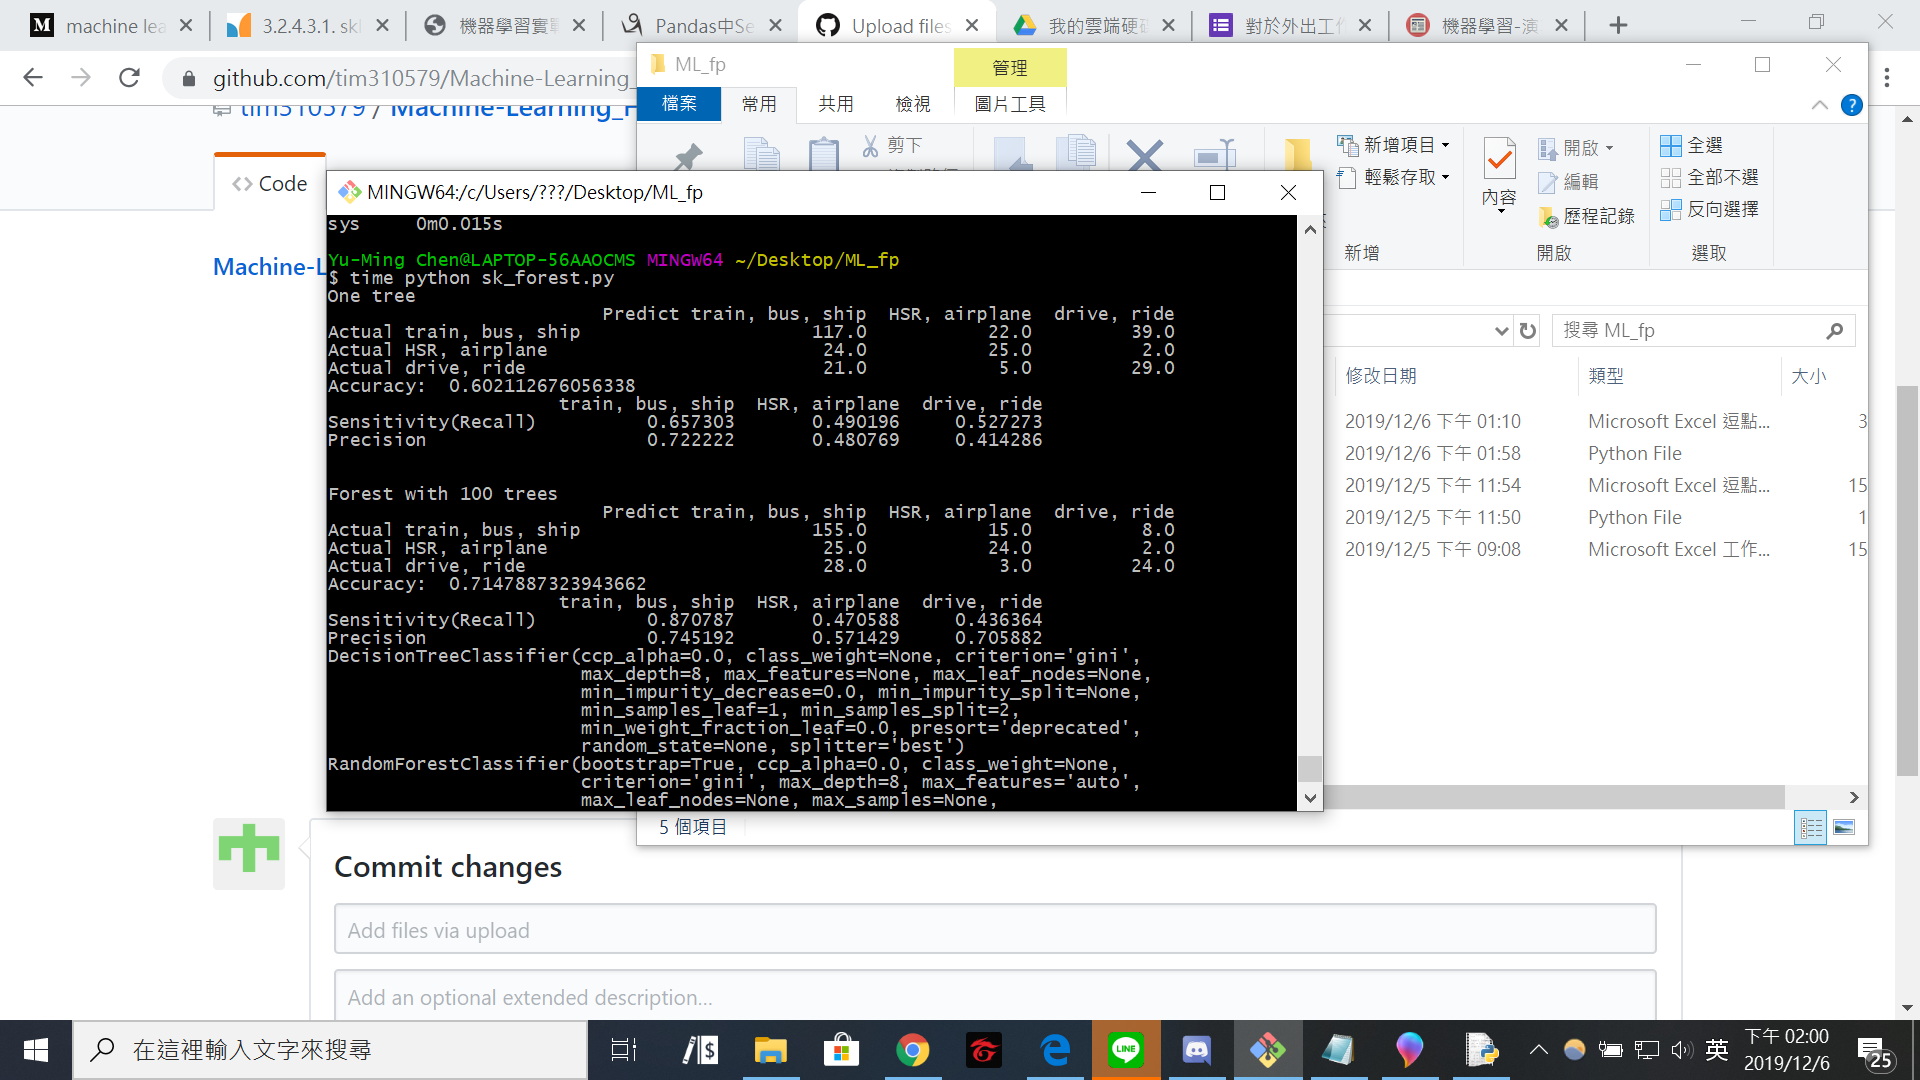 machine lea
3.2.4.3.1. sk
機器學習實
Pandas中Se
Upload files
我的雲端硬
對於外出工作
機器學習-演
github.com/tim310579/Machine-Learning_
tim310579 / Machine-Learning_F
Code
Machine-L
ML_fp
管理
檔案
常用
共用
檢視
圖片工具
剪下
新增項目
輕鬆存取
新增
內容
開啟
編輯
歷程記錄
開啟
全選
全部不選
反向選擇
選取
搜尋 ML_fp
修改日期 類型 大小
2019/12/6 下午 01:10 Microsoft Excel 逗點... 3
2019/12/6 下午 01:58 Python File
2019/12/5 下午 11:54 Microsoft Excel 逗點... 15
2019/12/5 下午 11:50 Python File 1
2019/12/5 下午 09:08 Microsoft Excel 工作... 15
5 個項目
MINGW64:/c/Users/???/Desktop/ML_fp
sys 0m0.015s
Yu-Ming Chen@LAPTOP-56AAOCMS MINGW64 ~/Desktop/ML_fp
$ time python sk_forest.py
One tree
Predict train, bus, ship HSR, airplane drive, ride
Actual train, bus, ship 117.0 22.0 39.0
Actual HSR, airplane 24.0 25.0 2.0
Actual drive, ride 21.0 5.0 29.0
Accuracy: 0.602112676056338
train, bus, ship HSR, airplane drive, ride
Sensitivity(Recall) 0.657303 0.490196 0.527273
Precision 0.722222 0.480769 0.414286
Forest with 100 trees
Predict train, bus, ship HSR, airplane drive, ride
Actual train, bus, ship 155.0 15.0 8.0
Actual HSR, airplane 25.0 24.0 2.0
Actual drive, ride 28.0 3.0 24.0
Accuracy: 0.7147887323943662
train, bus, ship HSR, airplane drive, ride
Sensitivity(Recall) 0.870787 0.470588 0.436364
Precision 0.745192 0.571429 0.705882
DecisionTreeClassifier(ccp_alpha=0.0, class_weight=None, criterion='gini',
max_depth=8, max_features=None, max_leaf_nodes=None,
min_impurity_decrease=0.0, min_impurity_split=None,
min_samples_leaf=1, min_samples_split=2,
min_weight_fraction_leaf=0.0, presort='deprecated',
random_state=None, splitter='best')
RandomForestClassifier(bootstrap=True, ccp_alpha=0.0, class_weight=None,
criterion='gini', max_depth=8, max_features='auto',
max_leaf_nodes=None, max_samples=None,
Commit changes
Add files via upload
Add an optional extended description...
在這裡輸入文字來搜尋
LINE
英
下午 02:00
2019/12/6
25